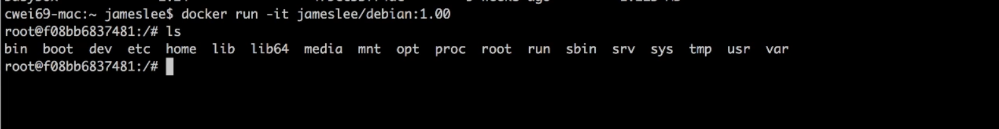 cwei69-mac:~ jameslee$ docker run -it jameslee/debian:1.00
root@f08bb6837481:/# ls
bin boot dev etc home lib lib64 media mnt opt proc root run sbin srv sys tmp usr var
root@f08bb6837481:/#